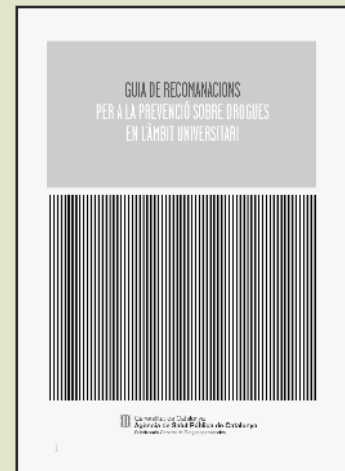 GUIA DE RECOMANACIONS
PER A LA PREVENCIÓ SOBRE DROGUES
EN L'ÀMBIT UNIVERSITARI
Generalitat de Catalunya
Agència de Salut Pública de Catalunya